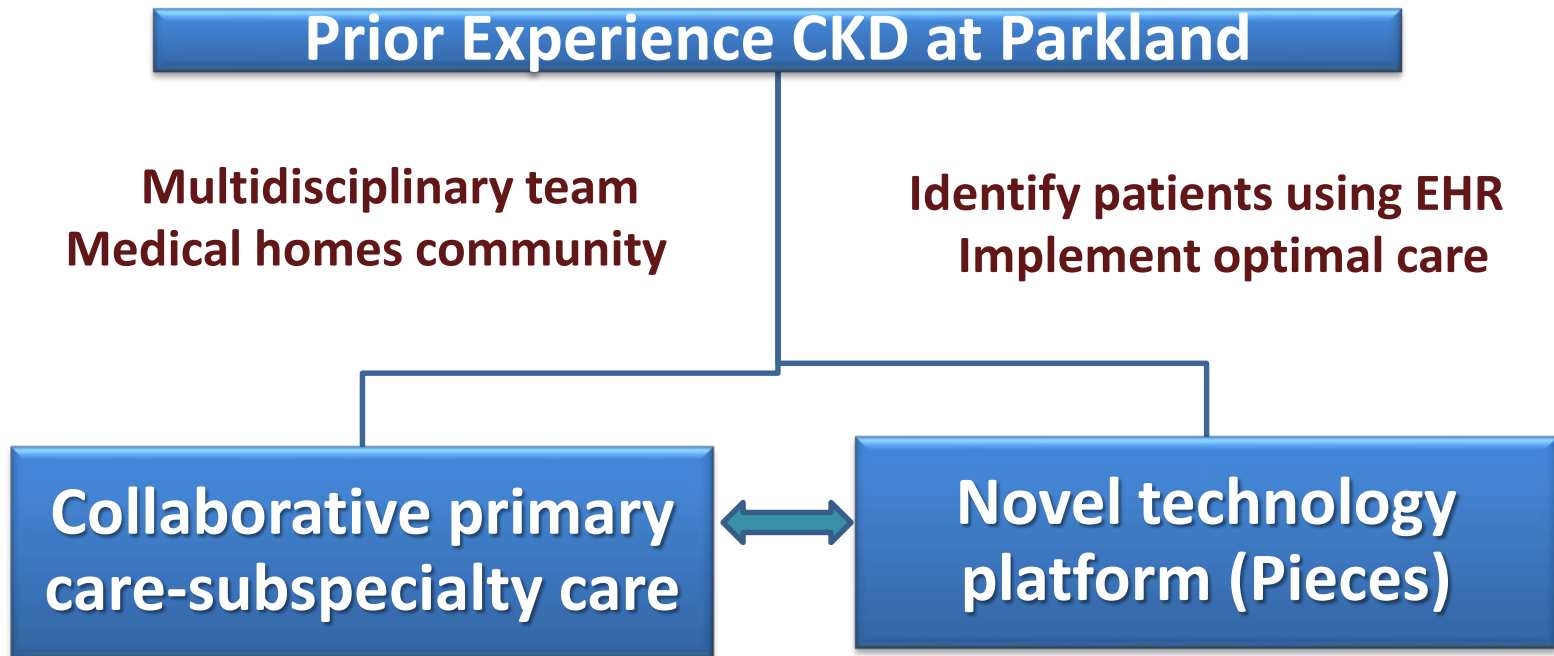 Prior Experience CKD at Parkland
Multidisciplinary team
Medical homes community
Identify patients using EHR
Implement optimal care
Collaborative primary
care-subspecialty care
Novel technology
platform (Pieces)